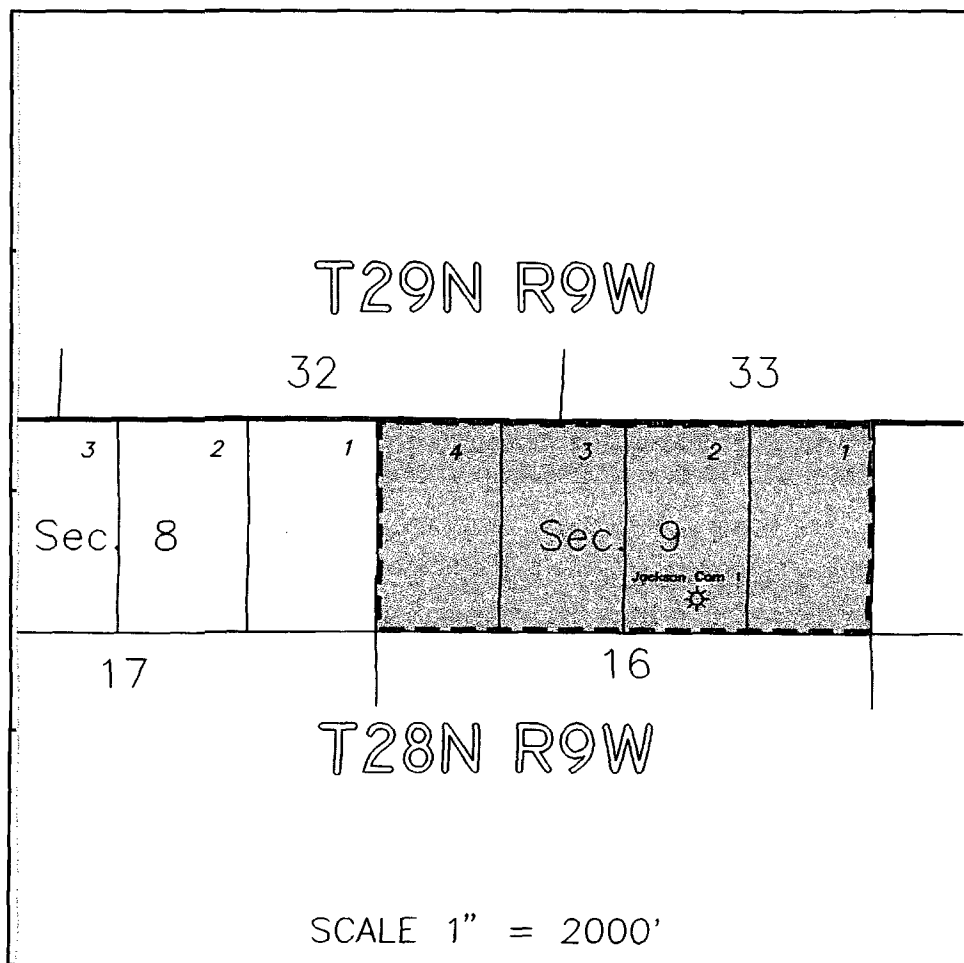 T29N R9W
32 33
3 2 1 4 3 2 1
Sec. 8 Sec. 9
Jackson Com 1
17 16
T28N R9W
SCALE 1" = 2000'